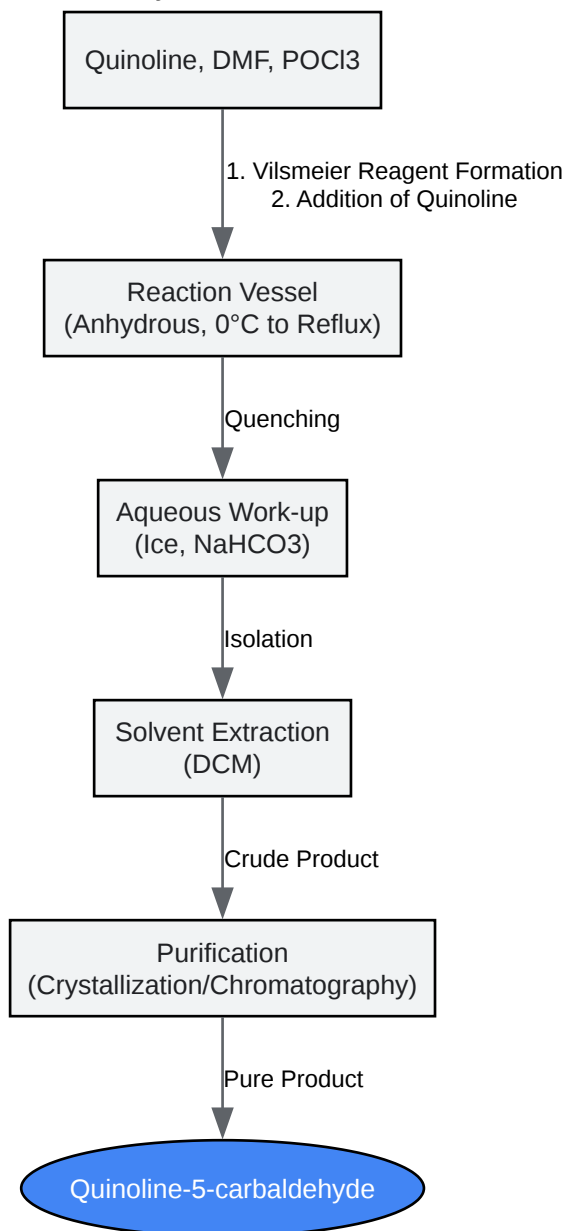 Quinoline, DMF, POCl3
1. Vilsmeier Reagent Formation
2. Addition of Quinoline
Reaction Vessel
(Anhydrous, 0°C to Reflux)
Quenching
Aqueous Work-up
(Ice, NaHCO3)
Isolation
Solvent Extraction
(DCM)
Crude Product
Purification
(Crystallization/Chromatography)
Pure Product
Quinoline-5-carbaldehyde